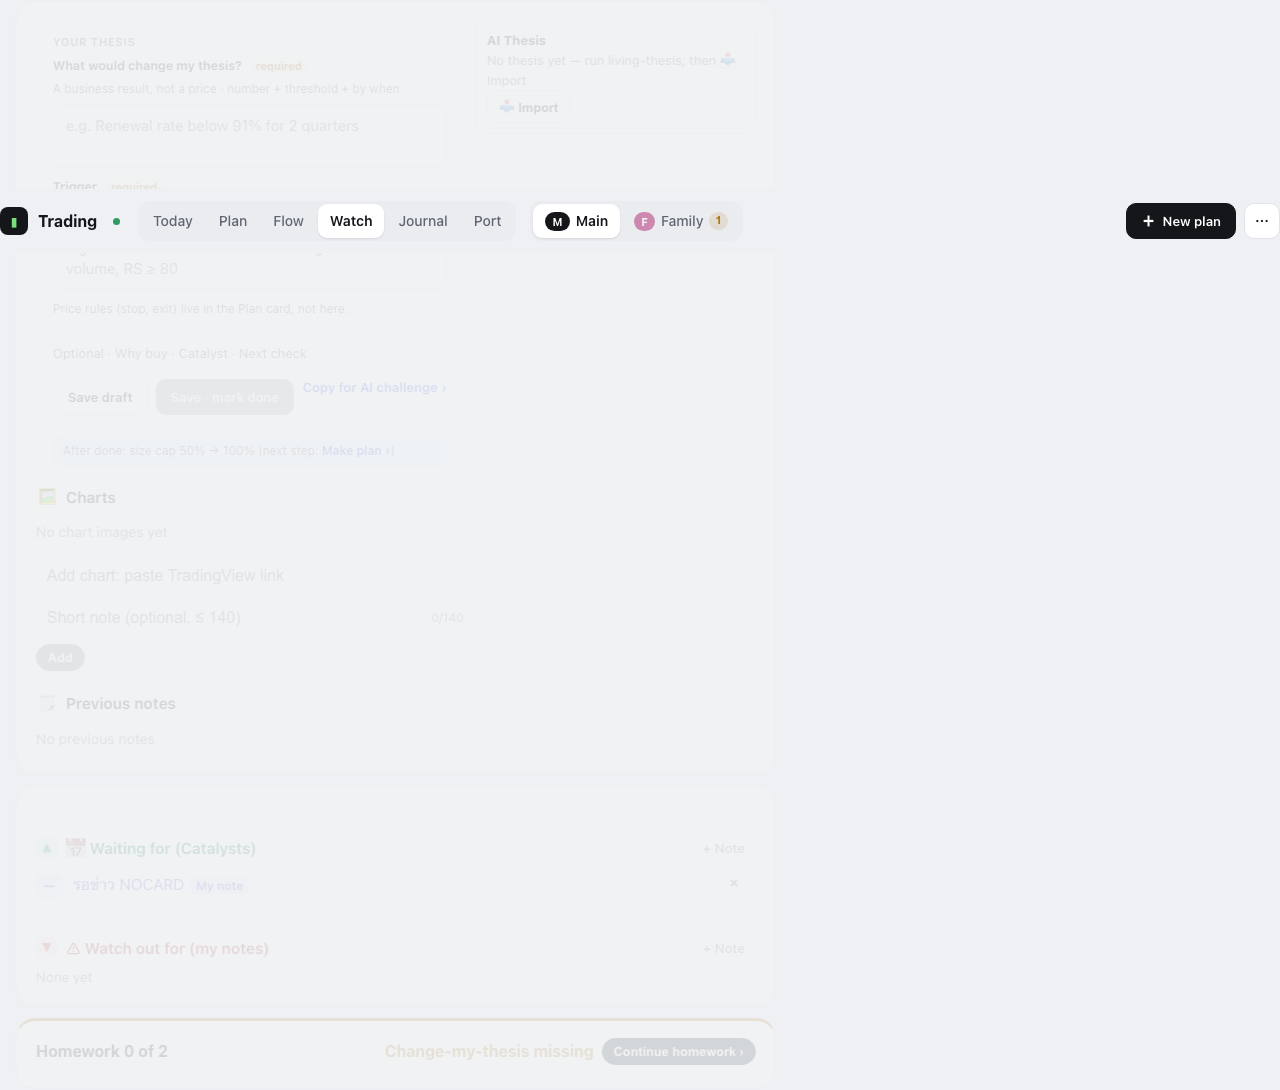 YOUR THESIS
What would change my thesis? required
A business result, not a price · number + threshold + by when
e.g. Renewal rate below 91% for 2 quarters
Trigger required
AI Thesis
No thesis yet — run living-thesis, then
Import
Import
Trading Today Plan Flow Watch Journal Port M Main F Family 1 + New plan ...
volume, RS ≥ 80
Price rules (stop, exit) live in the Plan card, not here.
Optional · Why buy · Catalyst · Next check
Save draft Save · mark done Copy for AI challenge ›
After done: size cap 50% → 100% (next step: Make plan ›)
Charts
No chart images yet
Add chart: paste TradingView link
Short note (optional, ≤ 140) 0/140
Add
Previous notes
No previous notes
▲ 17 Waiting for (Catalysts) + Note
— รอข่าว NOCARD My note ×
▼ ⚠ Watch out for (my notes) + Note
None yet
Homework 0 of 2 Change-my-thesis missing Continue homework ›